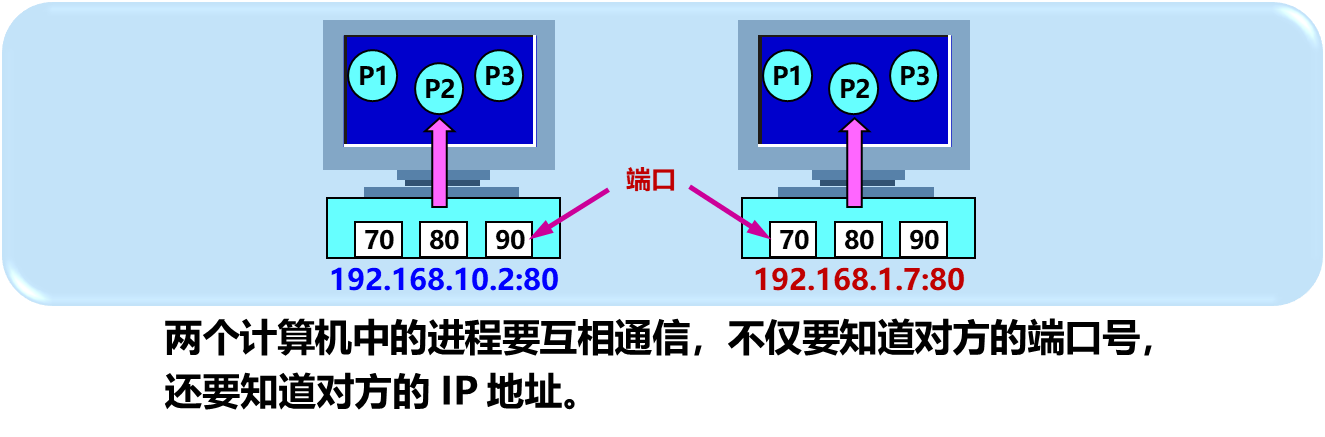 P1 P2 P3
P1 P2 P3
端口
70 80 90
70 80 90
192.168.10.2:80
192.168.1.7:80
两个计算机中的进程要互相通信，不仅要知道对方的端口号，
还要知道对方的 IP 地址。